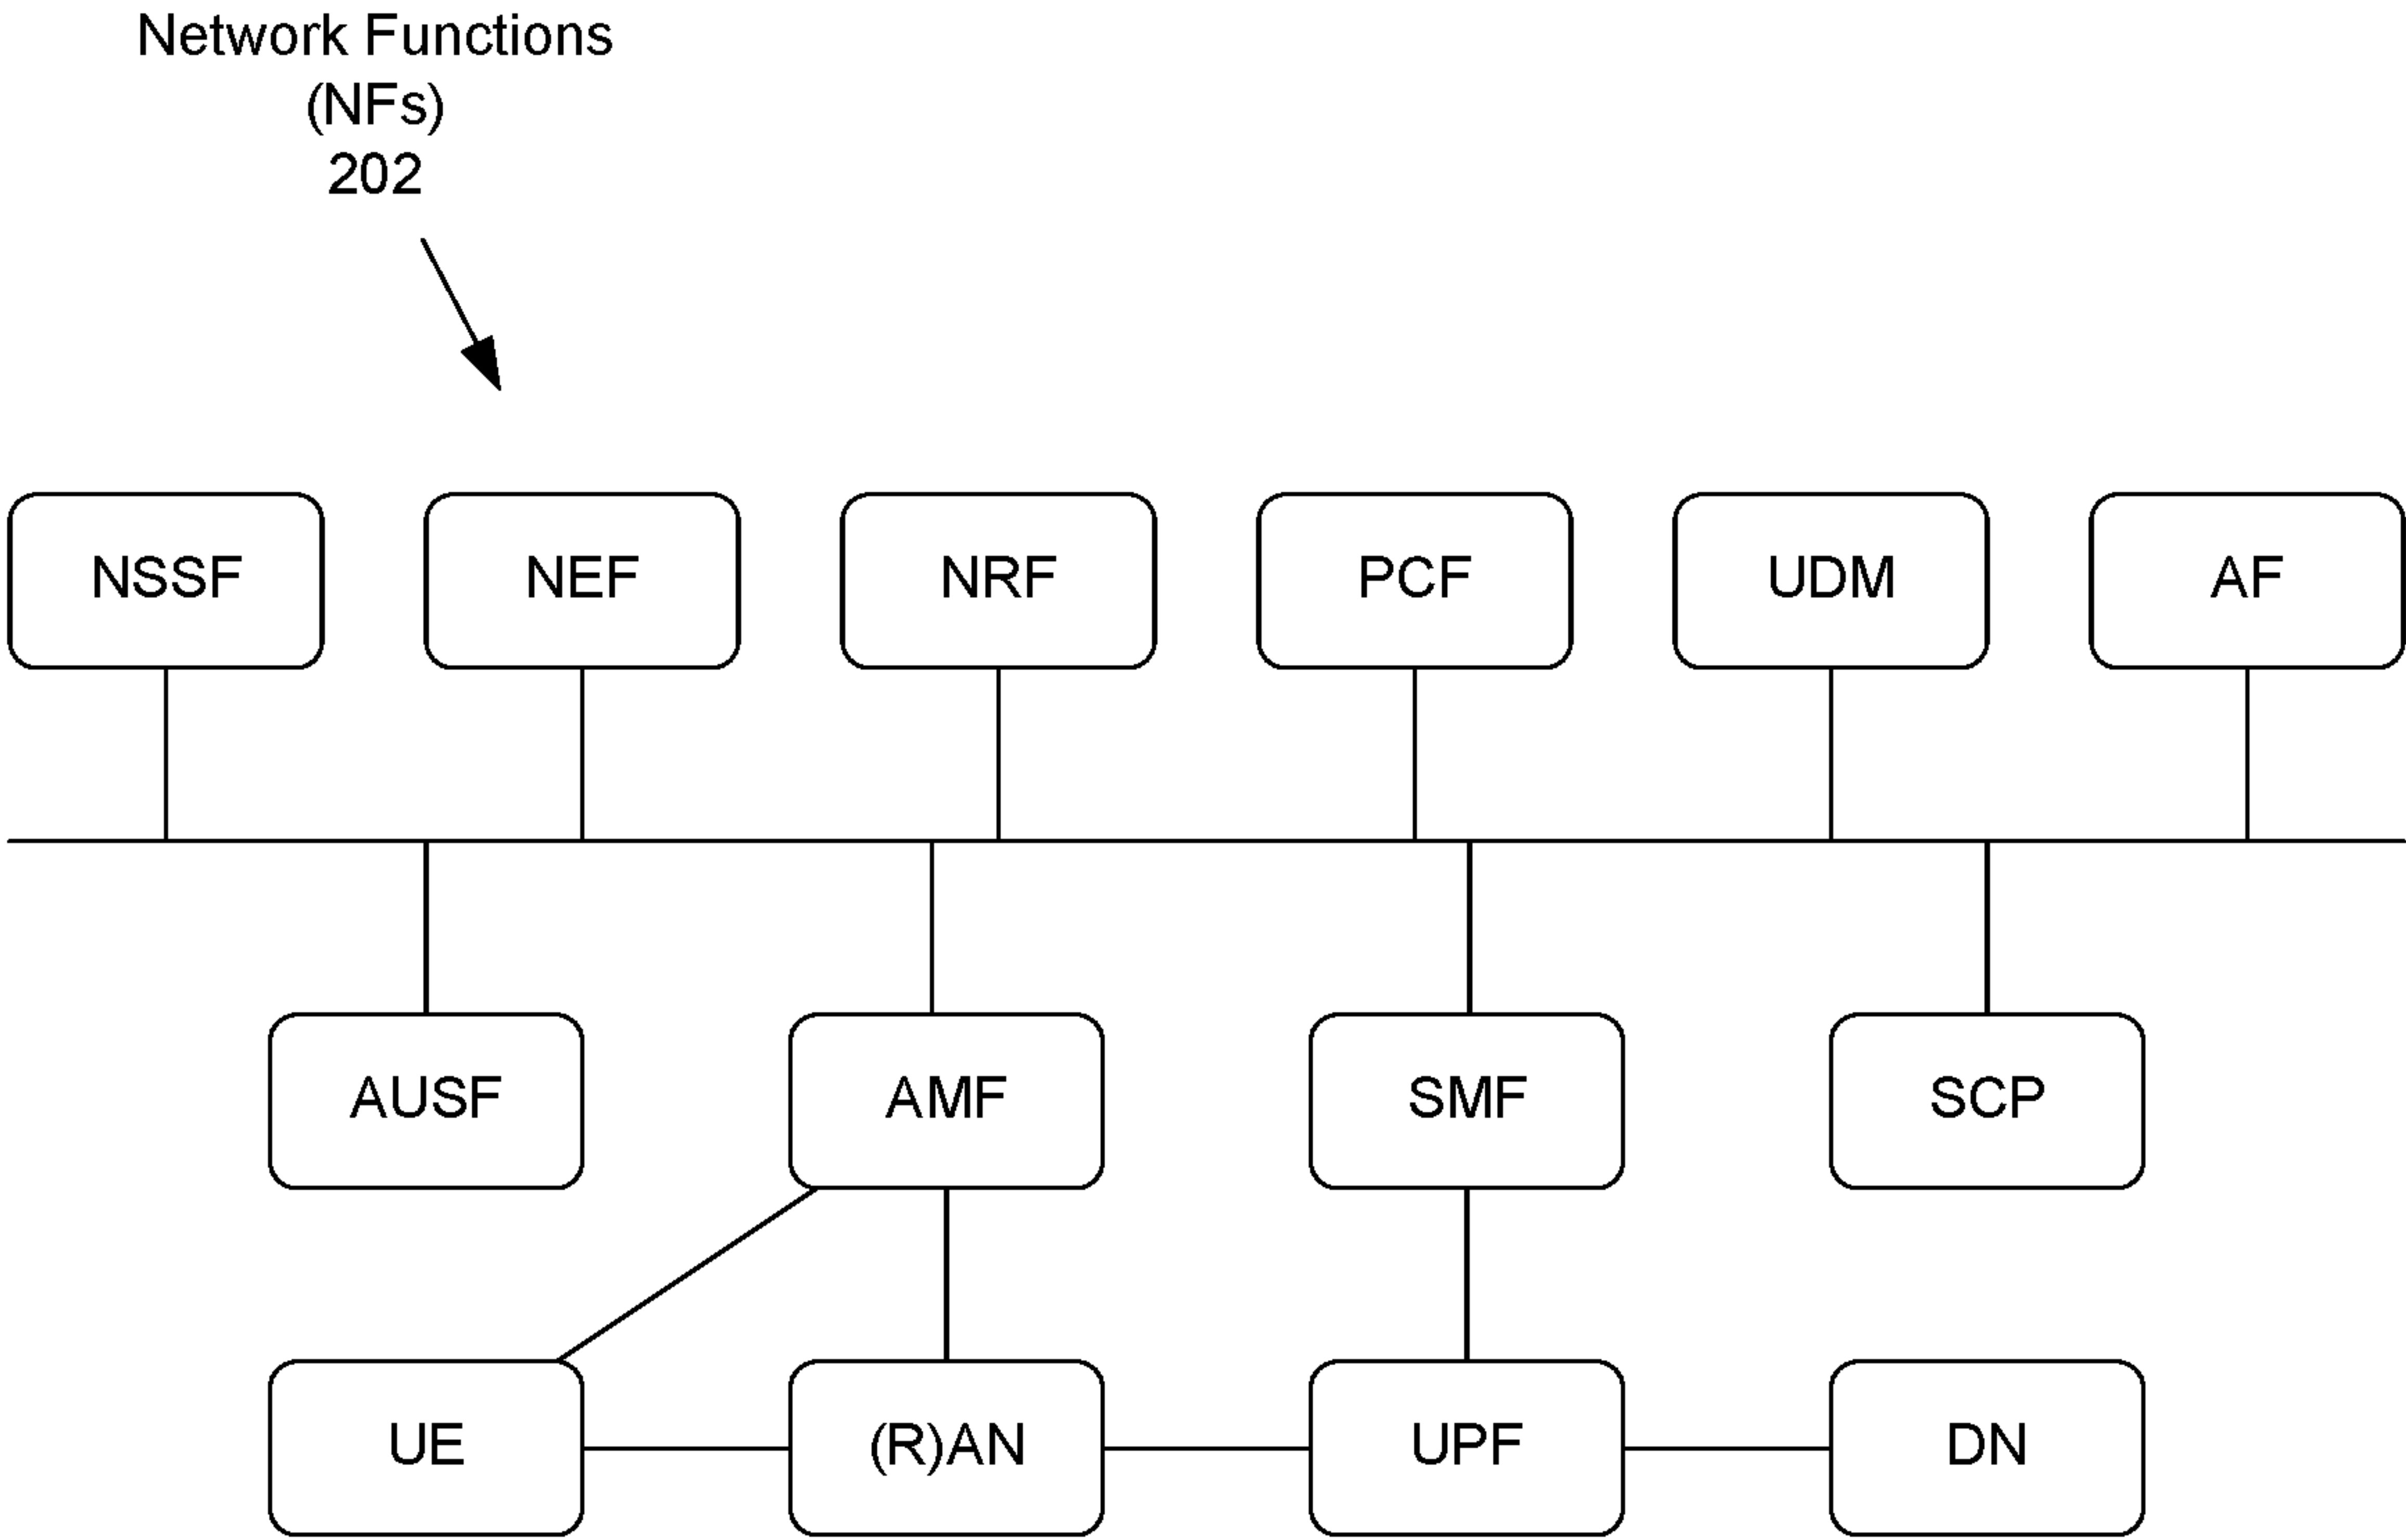 Network Functions
(NFs)
202
NSSF
NEF
NRF
PCF
UDM
AF
AUSF
AMF
SMF
SCP
UE
(R)AN
UPF
DN